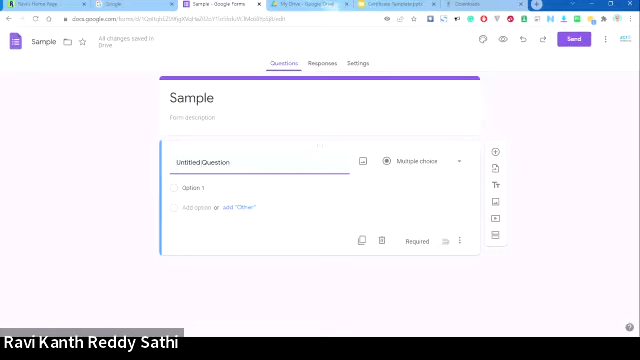 Ravi's Home Page
Google
Sample - Google Forms
My Drive - Google Drive
Downloads
Sample
All changes saved in
Drive
Send
Questions
Responses
Settings
Sample
Form description
Untitled Question
Multiple choice
Option 1
Add option or add "Other"
Required
Ravi Kanth Reddy Sathi